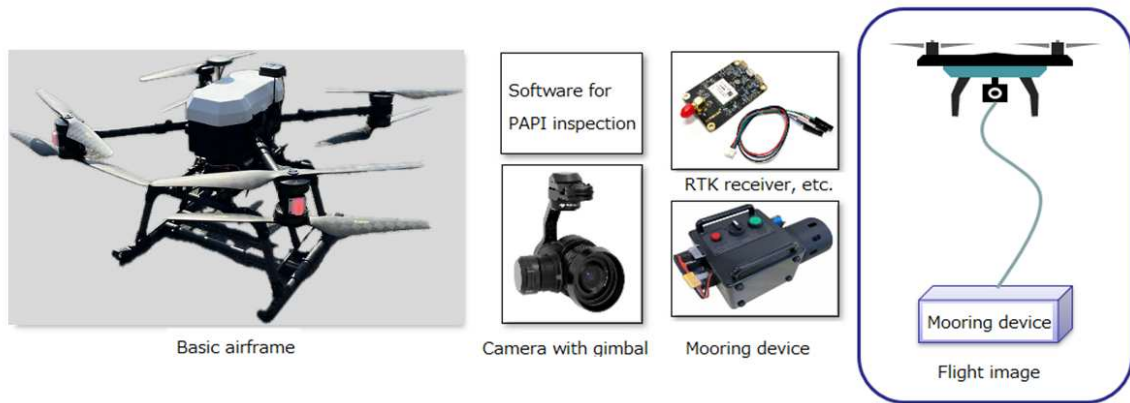 Software for
PAPI inspection
RTK receiver, etc.
Basic airframe
Camera with gimbal
Mooring device
Mooring device
Flight image